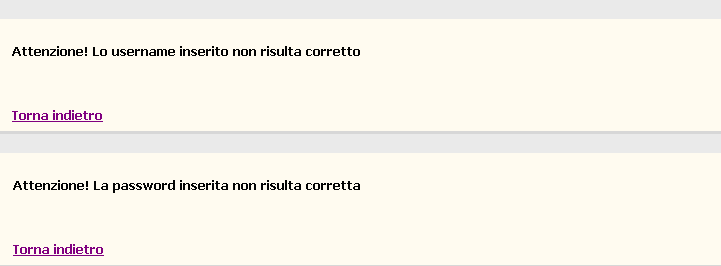 Attenzione! Lo username inserito non risulta corretto
Torna indietro
Attenzione! La password inserita non risulta corretta
Torna indietro